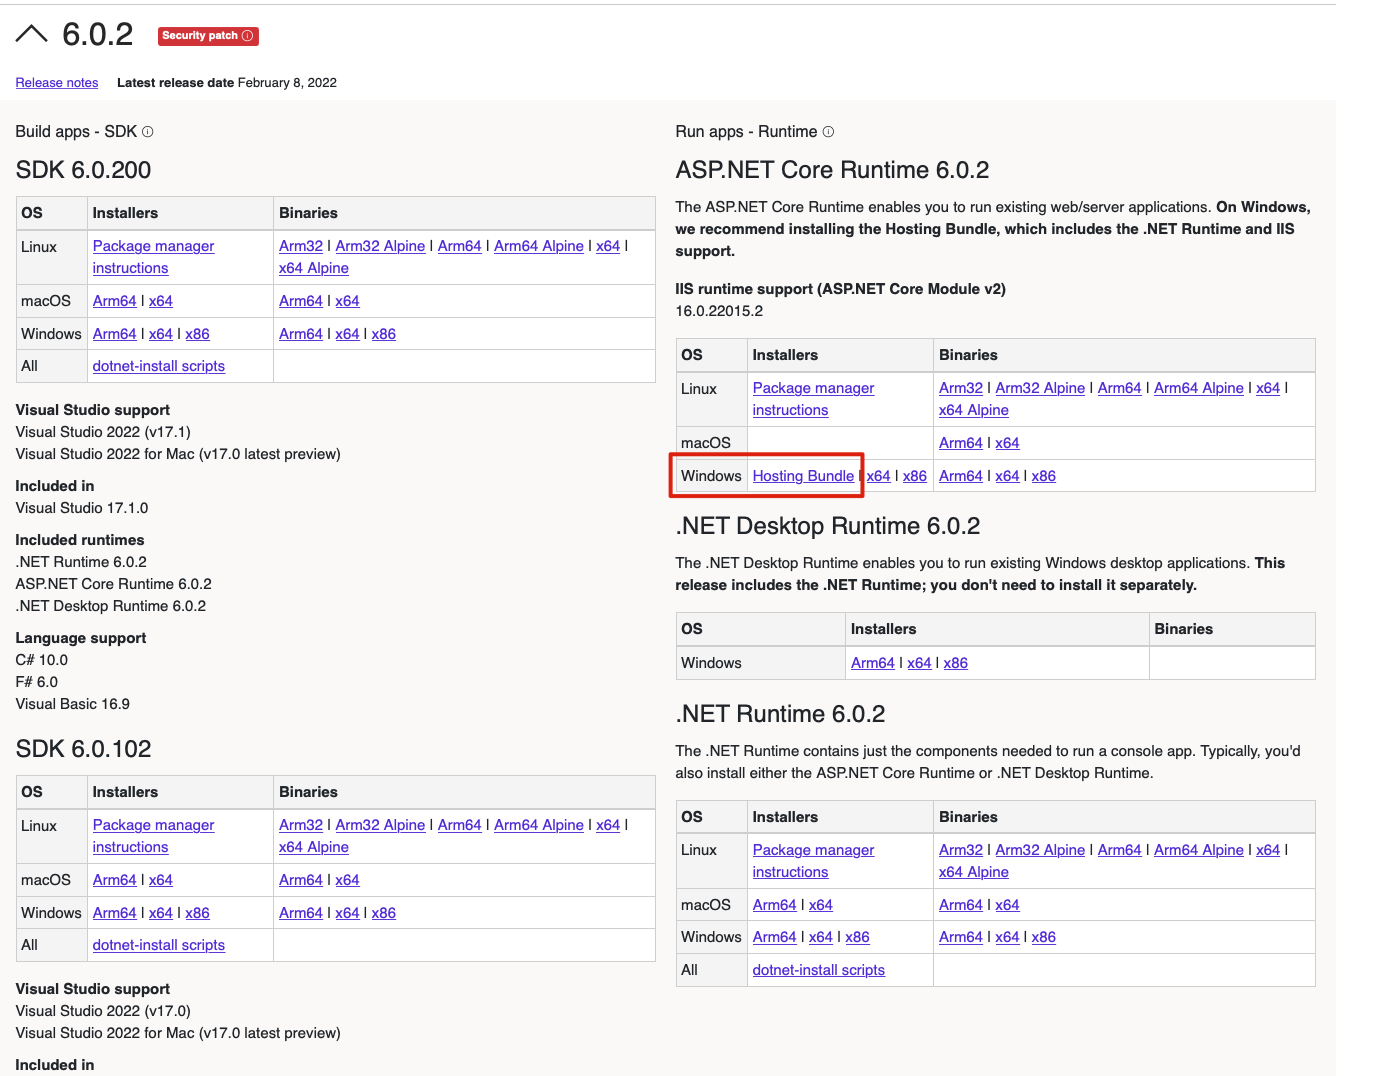 6.0.2 Security patch
Release notes Latest release date February 8, 2022
Build apps - SDK
SDK 6.0.200
OS Installers Binaries
Linux Package manager instructions Arm32 | Arm32 Alpine | Arm64 | Arm64 Alpine | x64 | x64 Alpine
macOS Arm64 | x64 Arm64 | x64
Windows Arm64 | x64 | x86 Arm64 | x64 | x86
All dotnet-install scripts
Visual Studio support
Visual Studio 2022 (v17.1)
Visual Studio 2022 for Mac (v17.0 latest preview)
Included in
Visual Studio 17.1.0
Included runtimes
.NET Runtime 6.0.2
ASP.NET Core Runtime 6.0.2
.NET Desktop Runtime 6.0.2
Language support
C# 10.0
F# 6.0
Visual Basic 16.9
SDK 6.0.102
OS Installers Binaries
Linux Package manager instructions Arm32 | Arm32 Alpine | Arm64 | Arm64 Alpine | x64 | x64 Alpine
macOS Arm64 | x64 Arm64 | x64
Windows Arm64 | x64 | x86 Arm64 | x64 | x86
All dotnet-install scripts
Visual Studio support
Visual Studio 2022 (v17.0)
Visual Studio 2022 for Mac (v17.0 latest preview)
Included in
Run apps - Runtime
ASP.NET Core Runtime 6.0.2
The ASP.NET Core Runtime enables you to run existing web/server applications. On Windows,
we recommend installing the Hosting Bundle, which includes the .NET Runtime and IIS
support.
IIS runtime support (ASP.NET Core Module v2)
16.0.22015.2
OS Installers Binaries
Linux Package manager instructions Arm32 | Arm32 Alpine | Arm64 | Arm64 Alpine | x64 | x64 Alpine
macOS Arm64 | x64
Windows Hosting Bundle | x64 | x86 Arm64 | x64 | x86
.NET Desktop Runtime 6.0.2
The .NET Desktop Runtime enables you to run existing Windows desktop applications. This
release includes the .NET Runtime; you don't need to install it separately.
OS Installers Binaries
Windows Arm64 | x64 | x86
.NET Runtime 6.0.2
The .NET Runtime contains just the components needed to run a console app. Typically, you'd
also install either the ASP.NET Core Runtime or .NET Desktop Runtime.
OS Installers Binaries
Linux Package manager instructions Arm32 | Arm32 Alpine | Arm64 | Arm64 Alpine | x64 | x64 Alpine
macOS Arm64 | x64 Arm64 | x64
Windows Arm64 | x64 | x86 Arm64 | x64 | x86
All dotnet-install scripts